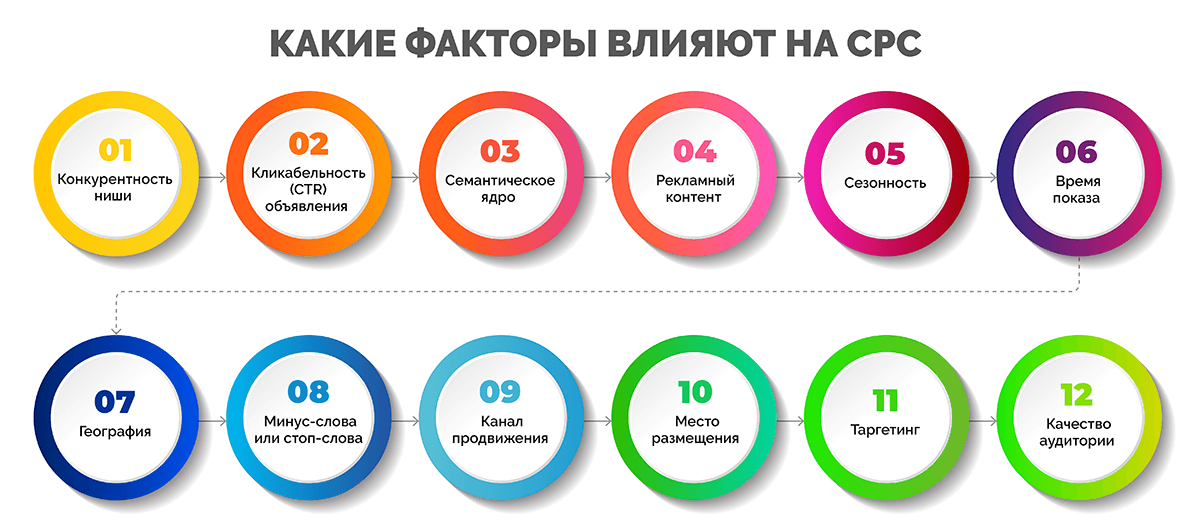 КАКИЕ ФАКТОРЫ ВЛИЯЮТ НА CPC
01
Конкурентность
ниши
02
Кликабельность
(CTR)
объявления
03
Семантическое
ядро
04
Рекламный
контент
05
Сезонность
06
Время
показа
07
География
08
Минус-слова
или стоп-слова
09
Канал
продвижения
10
Место
размещения
11
Таргетинг
12
Качество
аудитории